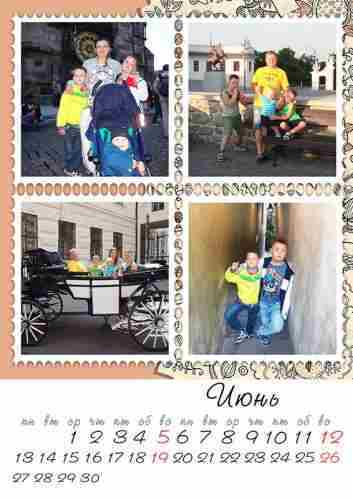 Июнь
пн вт ср чт пт сб вс пн вт ср чт пт сб вс
1 2 3 4 5 6 7 8 9 10 11 12
13 14 15 16 17 18 19 20 21 22 23 24 25 26
27 28 29 30